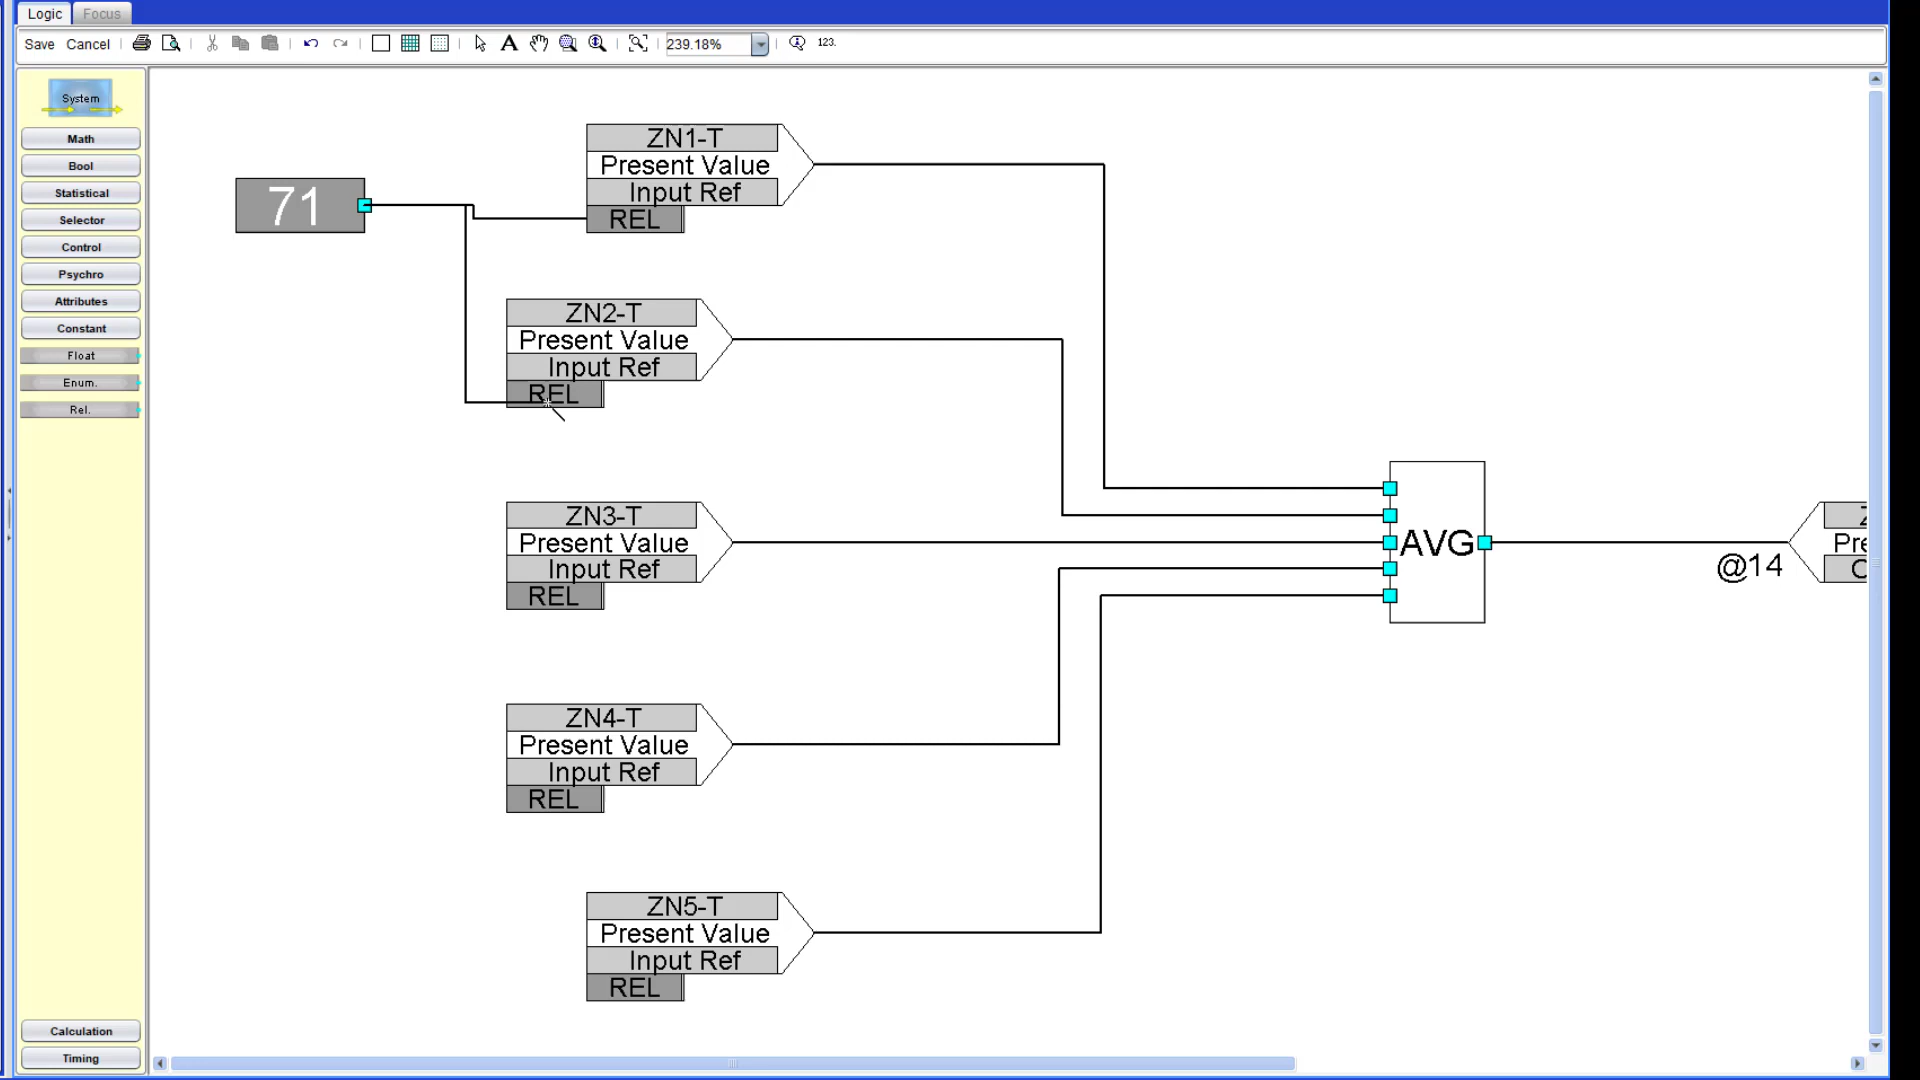 Logic Focus
Save Cancel A 239.18% 123.
System
Math
Bool
Statistical
Selector
Control
Psychro
Attributes
Constant
Float
Enum.
Rel.
Calculation
Timing
71
ZN1-T
Present Value
Input Ref
REL
ZN2-T
Present Value
Input Ref
REL
ZN3-T
Present Value
Input Ref
REL
ZN4-T
Present Value
Input Ref
REL
ZN5-T
Present Value
Input Ref
REL
AVG
@14
Z
Pre